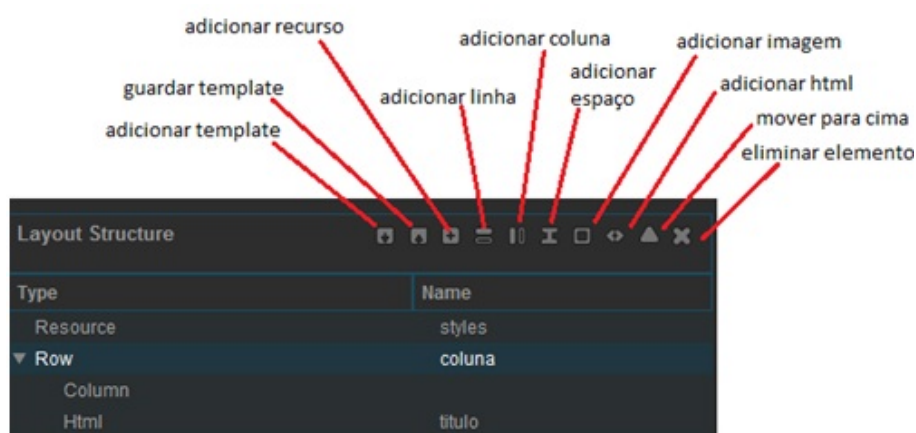 adicionar recurso
adicionar coluna
adicionar imagem
guardar template
adicionar linha
adicionar
espaço
adicionar html
adicionar template
mover para cima
eliminar elemento
Layout Structure
Type Name
Resource styles
Row coluna
Column
Html titulo